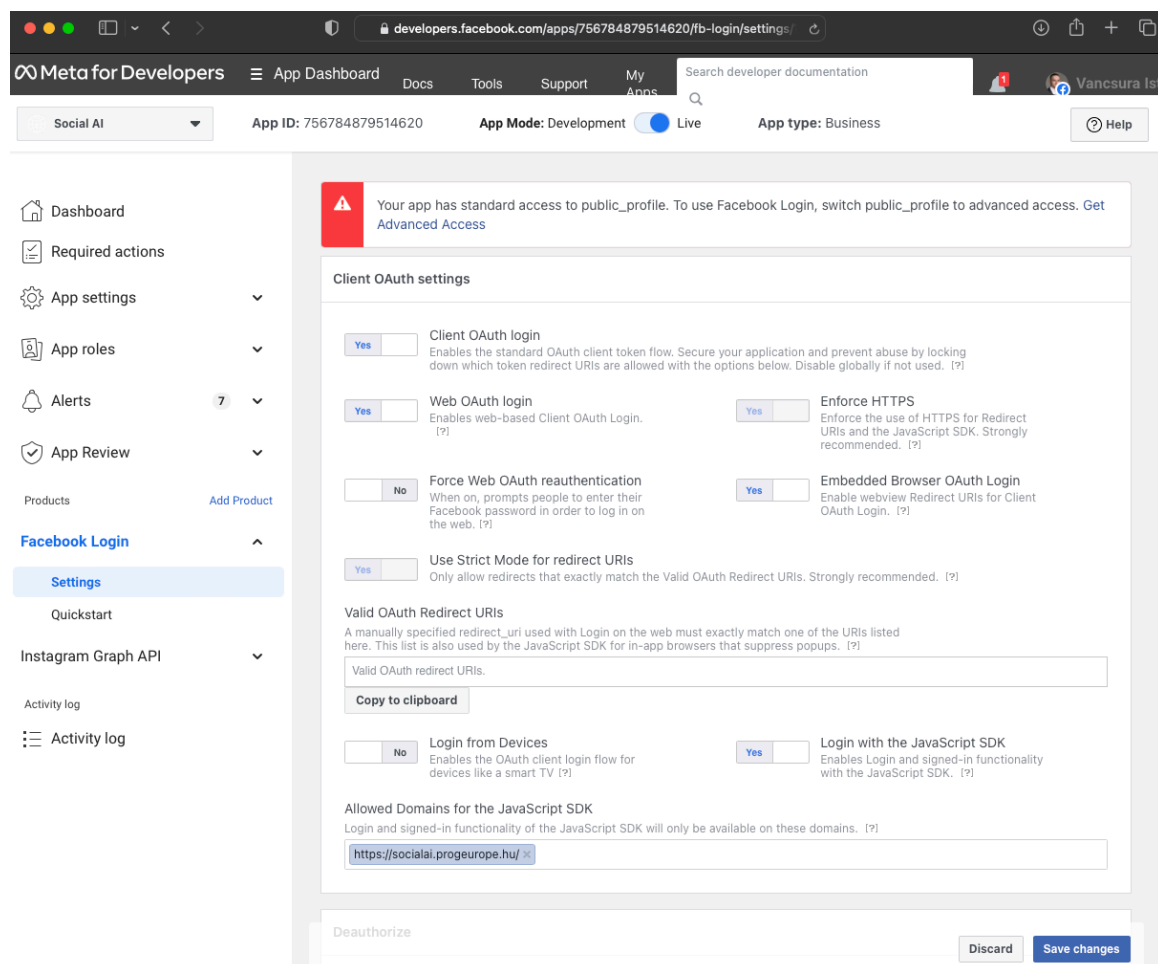 developers.facebook.com/apps/756784879514620/fb-login/settings/
Meta for Developers
App Dashboard
Docs
Tools
Support
My Apps
Search developer documentation
1
Vancsura Ist
Social AI
App ID: 756784879514620
App Mode: Development
Live
App type: Business
Help
Dashboard
Required actions
App settings
App roles
Alerts
7
App Review
Products
Add Product
Facebook Login
Settings
Quickstart
Instagram Graph API
Activity log
Activity log
Your app has standard access to public_profile. To use Facebook Login, switch public_profile to advanced access. Get
Advanced Access
Client OAuth settings
Yes
Client OAuth login
Enables the standard OAuth client token flow. Secure your application and prevent abuse by locking
down which token redirect URIs are allowed with the options below. Disable globally if not used. [?]
Yes
Web OAuth login
Enables web-based Client OAuth Login.
[?]
Yes
Enforce HTTPS
Enforce the use of HTTPS for Redirect
URIs and the JavaScript SDK. Strongly
recommended. [?]
No
Force Web OAuth reauthentication
When on, prompts people to enter their
Facebook password in order to log in on
the web. [?]
Yes
Embedded Browser OAuth Login
Enable webview Redirect URIs for Client
OAuth Login. [?]
Yes
Use Strict Mode for redirect URIs
Only allow redirects that exactly match the Valid OAuth Redirect URIs. Strongly recommended. [?]
Valid OAuth Redirect URIs
A manually specified redirect_uri used with Login on the web must exactly match one of the URIs listed
here. This list is also used by the JavaScript SDK for in-app browsers that suppress popups. [?]
Valid OAuth redirect URIs.
Copy to clipboard
No
Login from Devices
Enables the OAuth client login flow for
devices like a smart TV [?]
Yes
Login with the JavaScript SDK
Enables Login and signed-in functionality
with the JavaScript SDK. [?]
Allowed Domains for the JavaScript SDK
Login and signed-in functionality of the JavaScript SDK will only be available on these domains. [?]
https://socialai.progeurope.hu/
Deauthorize
Discard
Save changes